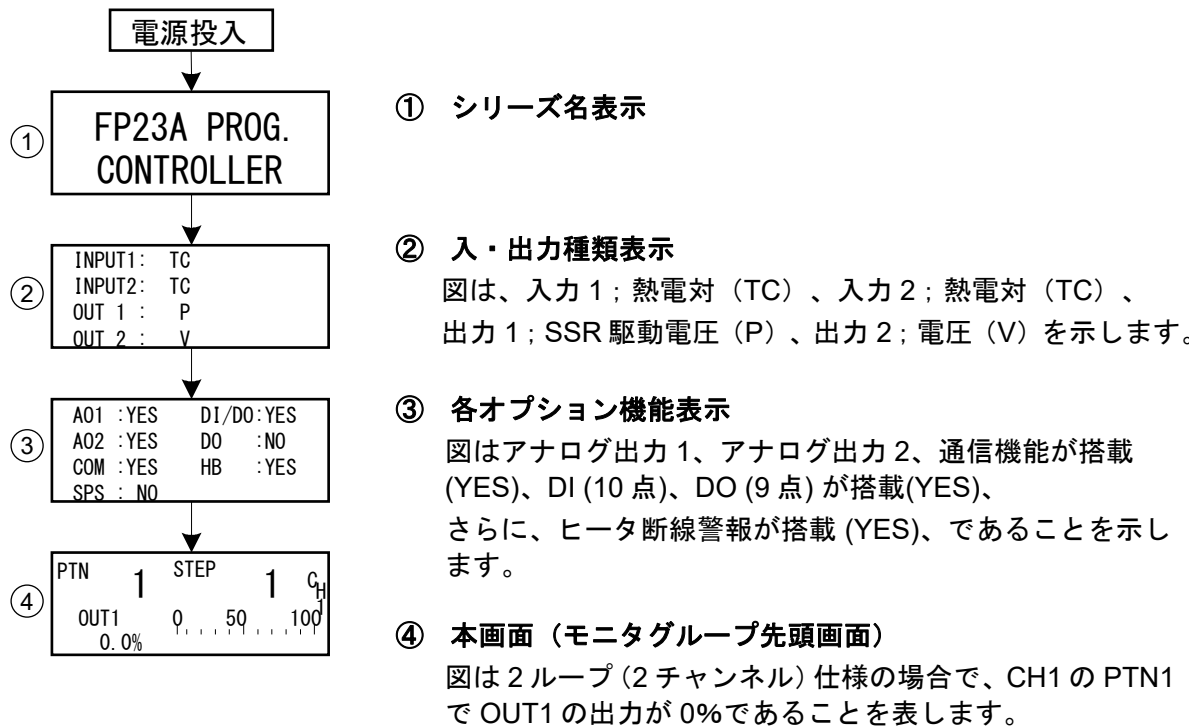 電源投入
①
FP23A PROG.
CONTROLLER
① シリーズ名表示
②
INPUT1: TC
INPUT2: TC
OUT 1 : P
OUT 2 : V
② 入・出力種類表示
図は、入力 1 ; 熱電対（TC）、入力 2 ; 熱電対（TC）、
出力 1 ; SSR 駆動電圧（P）、出力 2 ; 電圧（V）を示します。
③
AO1 :YES DI/DO:YES
AO2 :YES DO :NO
COM :YES HB :YES
SPS : NO
③ 各オプション機能表示
図はアナログ出力 1、アナログ出力 2、通信機能が搭載
(YES)、DI (10 点)、DO (9 点) が搭載(YES)、
さらに、ヒータ断線警報が搭載 (YES)、であることを示し
ます。
④
PTN 1 STEP 1 CH1
OUT1 0 50 100
0.0%
④ 本画面（モニタグループ先頭画面）
図は 2 ループ（2 チャンネル）仕様の場合で、CH1 の PTN1
で OUT1 の出力が 0%であることを表します。